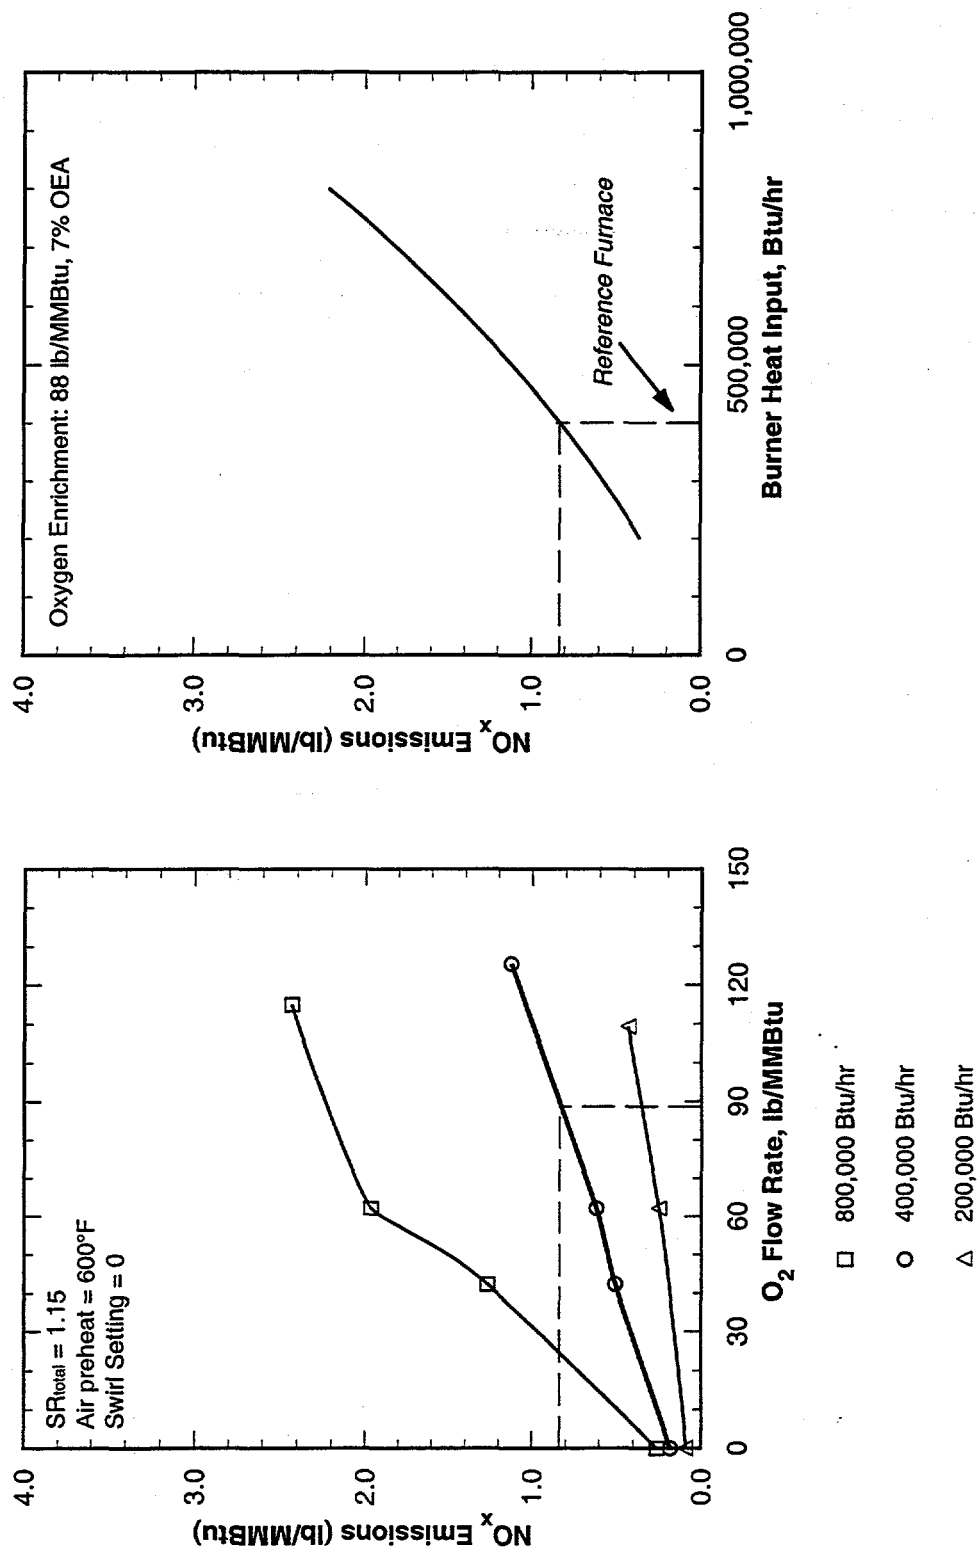 4.0
3.0
2.0
1.0
0.0
NOx Emissions (lb/MMBtu)
SRtotal = 1.15
Air preheat = 600°F
Swirl Setting = 0
0
30
60
90
120
150
O2 Flow Rate, lb/MMBtu
800,000 Btu/hr
400,000 Btu/hr
200,000 Btu/hr
4.0
3.0
2.0
1.0
0.0
NOx Emissions (lb/MMBtu)
Oxygen Enrichment: 88 lb/MMBtu, 7% OEA
Reference Furnace
0
500,000
1,000,000
Burner Heat Input, Btu/hr